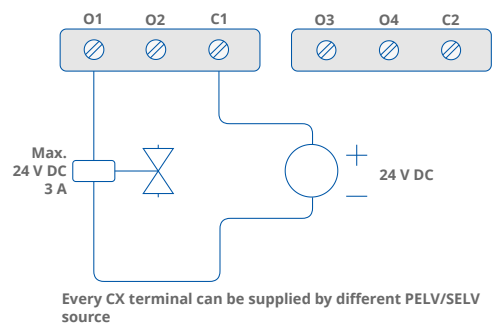 O1 O2 C1 O3 O4 C2
Max.
24 V DC
3 A
24 V DC
Every CX terminal can be supplied by different PELV/SELV
source